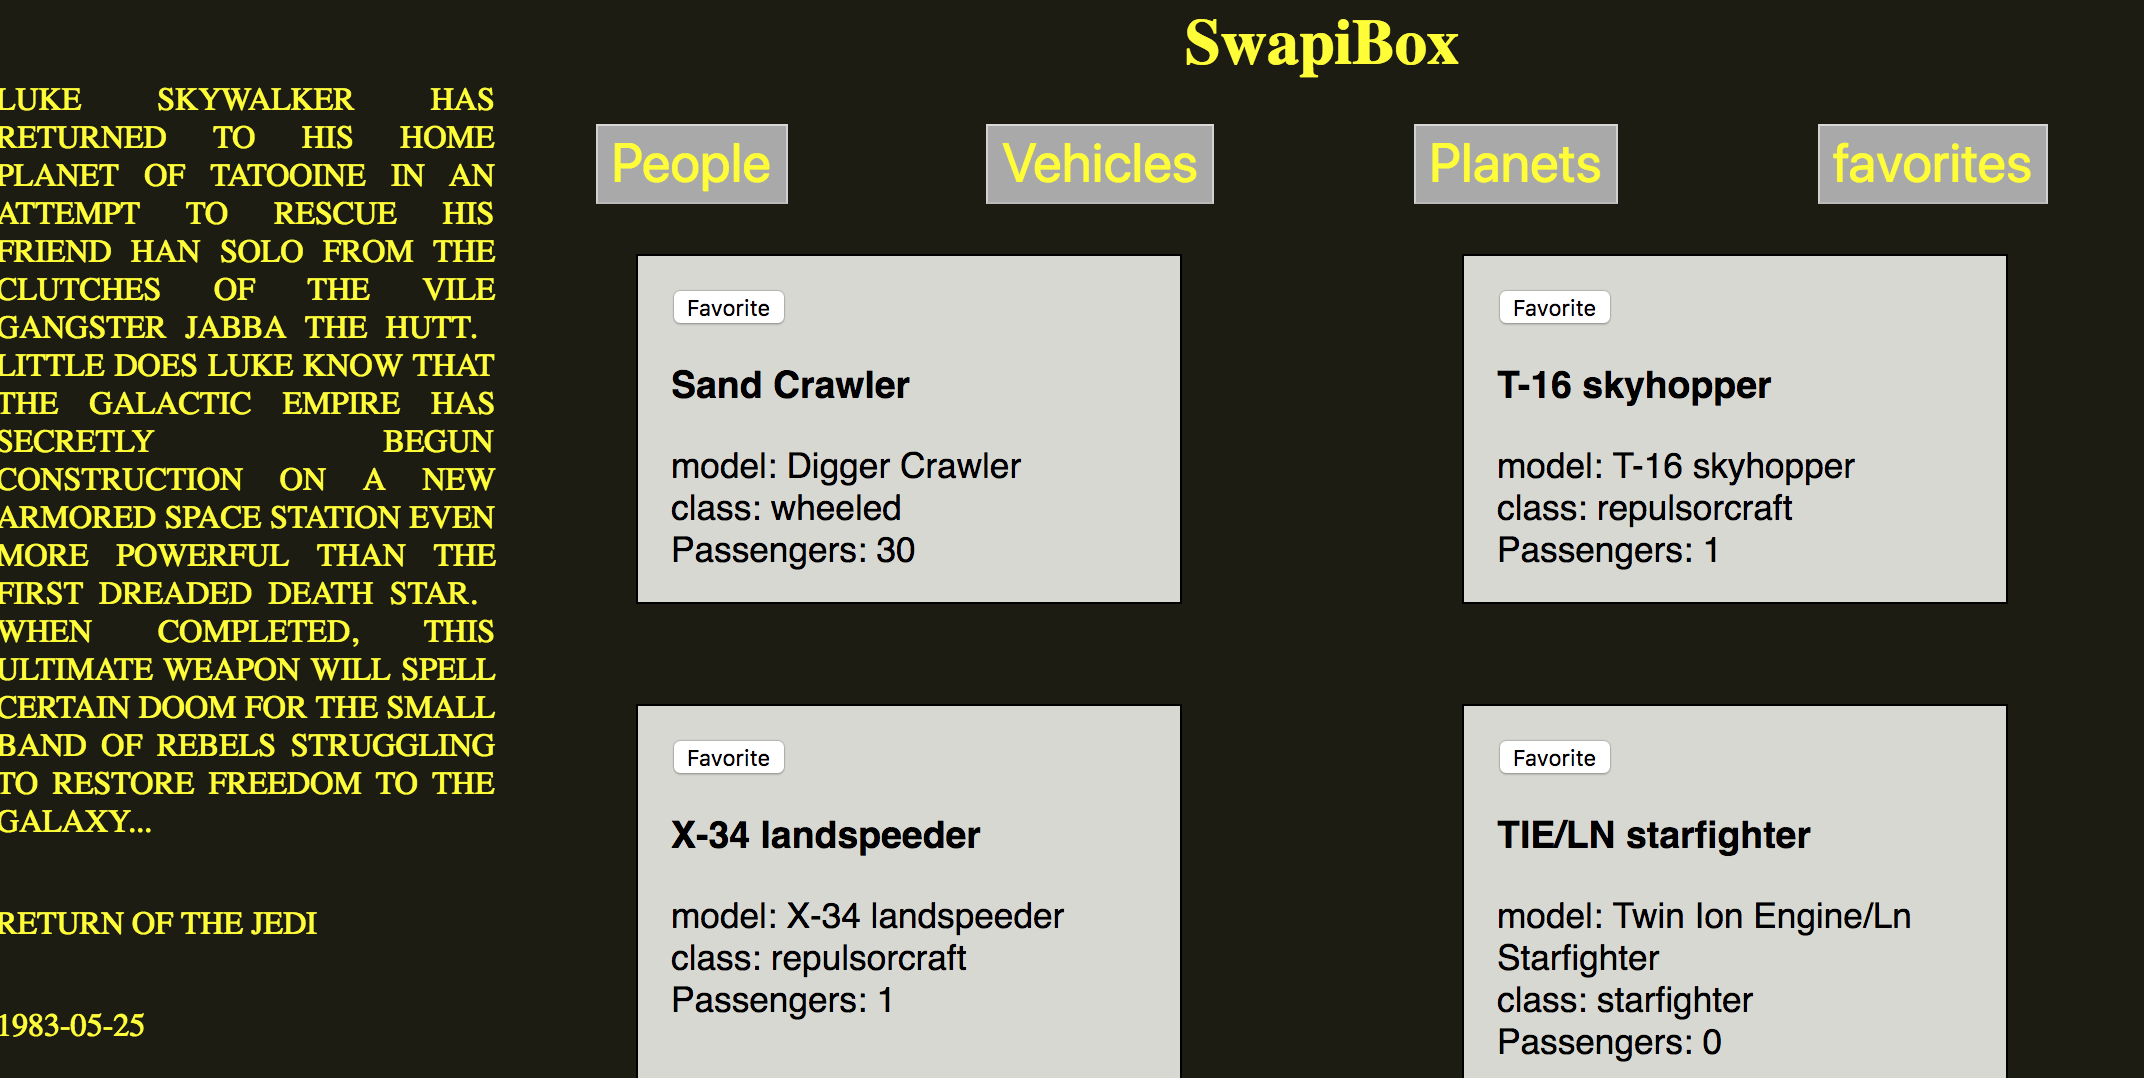 SwapiBox
LUKE SKYWALKER HAS
RETURNED TO HIS HOME
PLANET OF TATOOINE IN AN
ATTEMPT TO RESCUE HIS
FRIEND HAN SOLO FROM THE
CLUTCHES OF THE VILE
GANGSTER JABBA THE HUTT.
LITTLE DOES LUKE KNOW THAT
THE GALACTIC EMPIRE HAS
SECRETLY BEGUN
CONSTRUCTION ON A NEW
ARMORED SPACE STATION EVEN
MORE POWERFUL THAN THE
FIRST DREADED DEATH STAR.
WHEN COMPLETED, THIS
ULTIMATE WEAPON WILL SPELL
CERTAIN DOOM FOR THE SMALL
BAND OF REBELS STRUGGLING
TO RESTORE FREEDOM TO THE
GALAXY...
RETURN OF THE JEDI
1983-05-25
People
Vehicles
Planets
favorites
Favorite
Sand Crawler
model: Digger Crawler
class: wheeled
Passengers: 30
Favorite
T-16 skyhopper
model: T-16 skyhopper
class: repulsorcraft
Passengers: 1
Favorite
X-34 landspeeder
model: X-34 landspeeder
class: repulsorcraft
Passengers: 1
Favorite
TIE/LN starfighter
model: Twin Ion Engine/Ln
Starfighter
class: starfighter
Passengers: 0